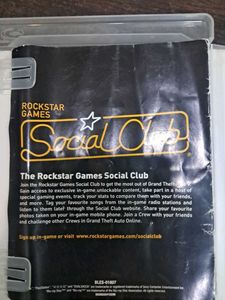 ROCKSTAR
GAMES
Social Club
The Rockstar Games Social Club
Join the Rockstar Games Social Club to get the most out of Grand Theft
Gain access to exclusive in-game unlockable content, take part in a host of
special gaming events, track your stats to compare them with your friends,
and more. Tag your favourite songs from the in-game radio stations and
listen to them later through the Social Club website. Share your favourite
photos taken on your in-game mobile phone. Join a Crew with your friends
and challenge other Crews in Grand Theft Auto Online.
Sign up in-game or visit www.rockstargames.com/socialclub
BLES-01807